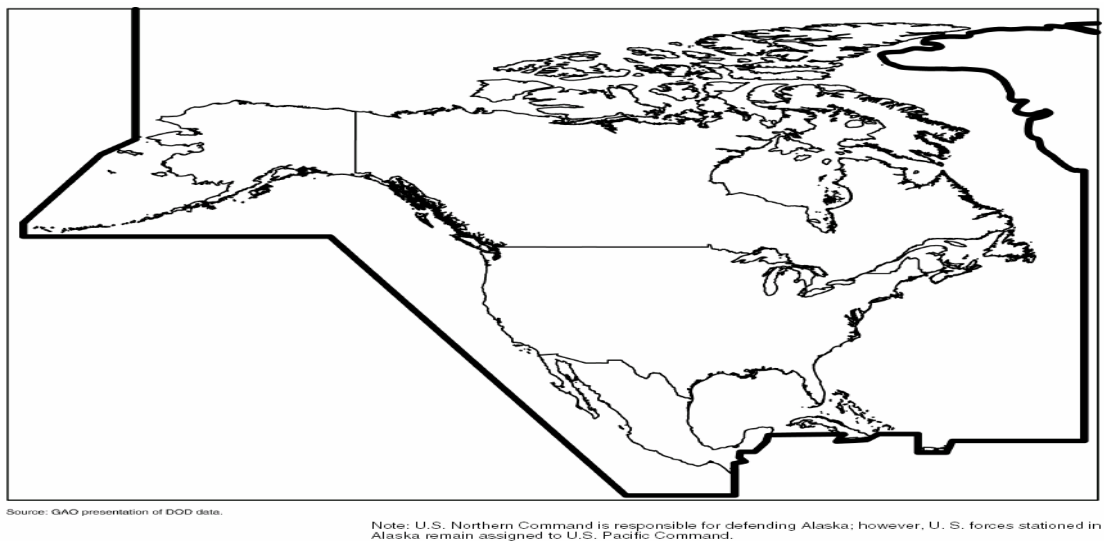 Source: GAO presentation of DOD data.
Note: U.S. Northern Command is responsible for defending Alaska; however, U. S. forces stationed in
Alaska remain assigned to U.S. Pacific Command.